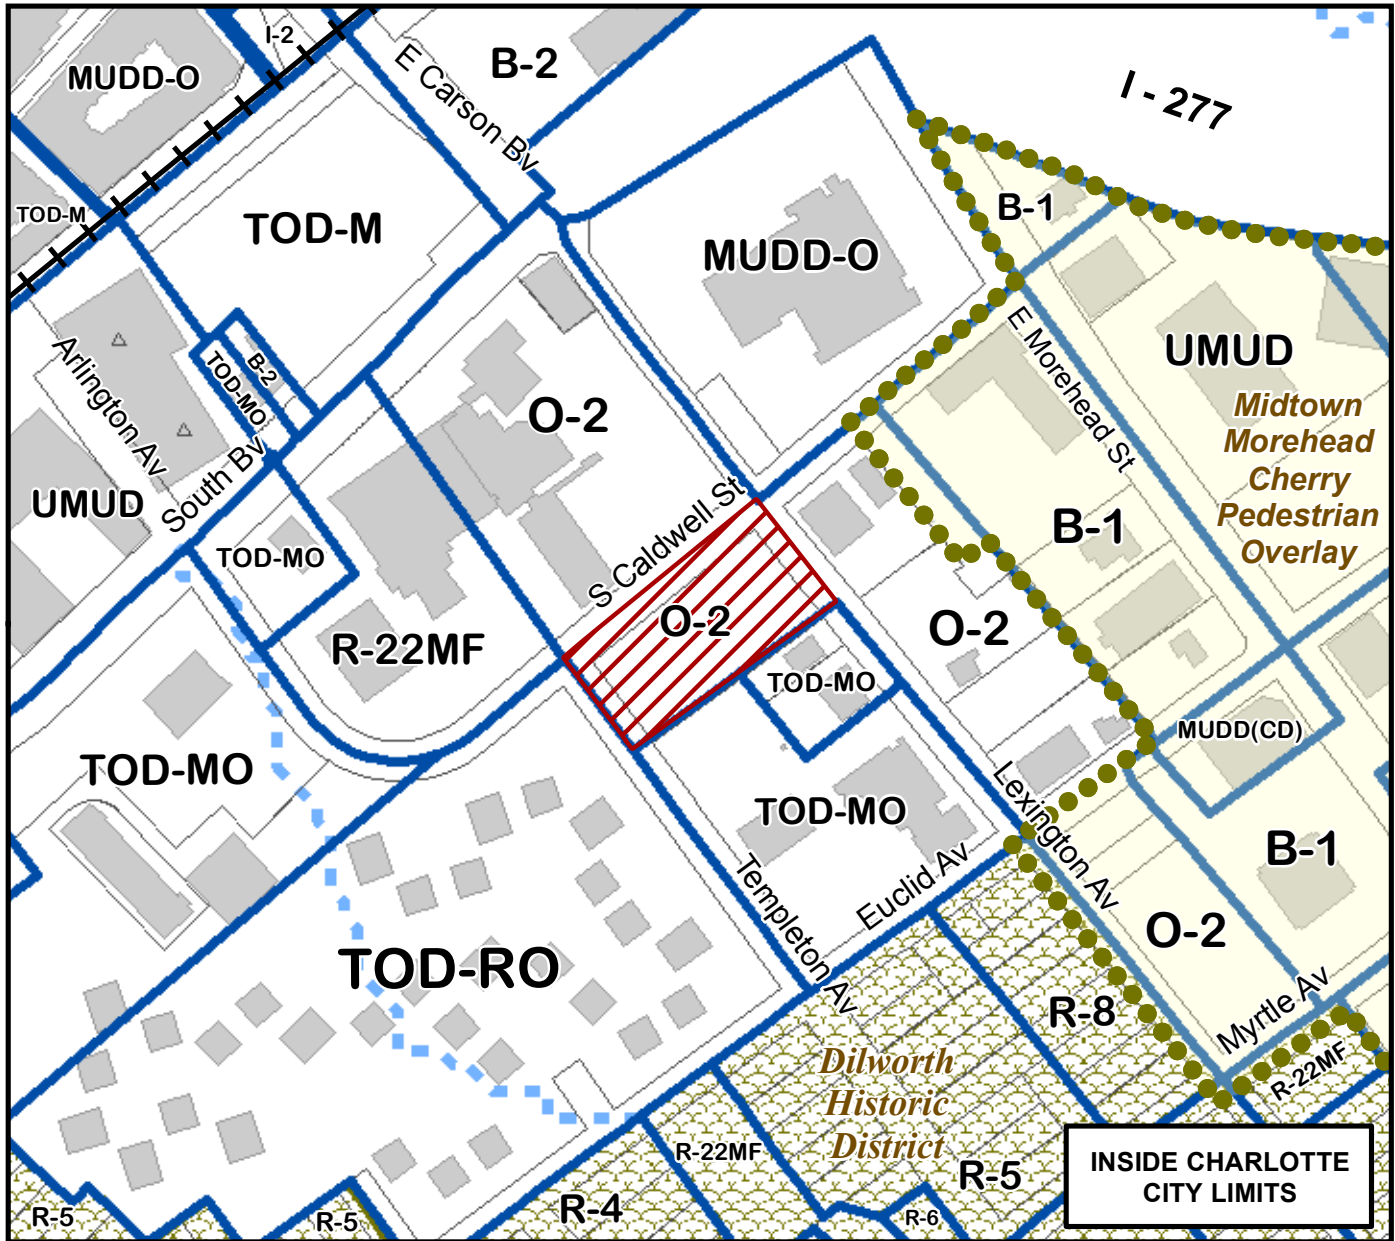 I-2
MUDD-O
B-2
E Carson Bv
I - 277
TOD-M
TOD-M
B-1
MUDD-O
E Morehead St
UMUD
Arlington Av
TOD-MO
B-2
Midtown
Morehead
Cherry
Pedestrian
Overlay
O-2
South Bv
UMUD
S Caldwell St
B-1
TOD-MO
O-2
O-2
R-22MF
TOD-MO
MUDD(CD)
TOD-MO
Lexington Av
TOD-MO
B-1
Templeton Av
Euclid Av
O-2
TOD-RO
R-8
Myrtle Av
Dilworth
Historic
District
R-22MF
R-22MF
INSIDE CHARLOTTE
CITY LIMITS
R-5
R-4
R-5
R-5
R-6